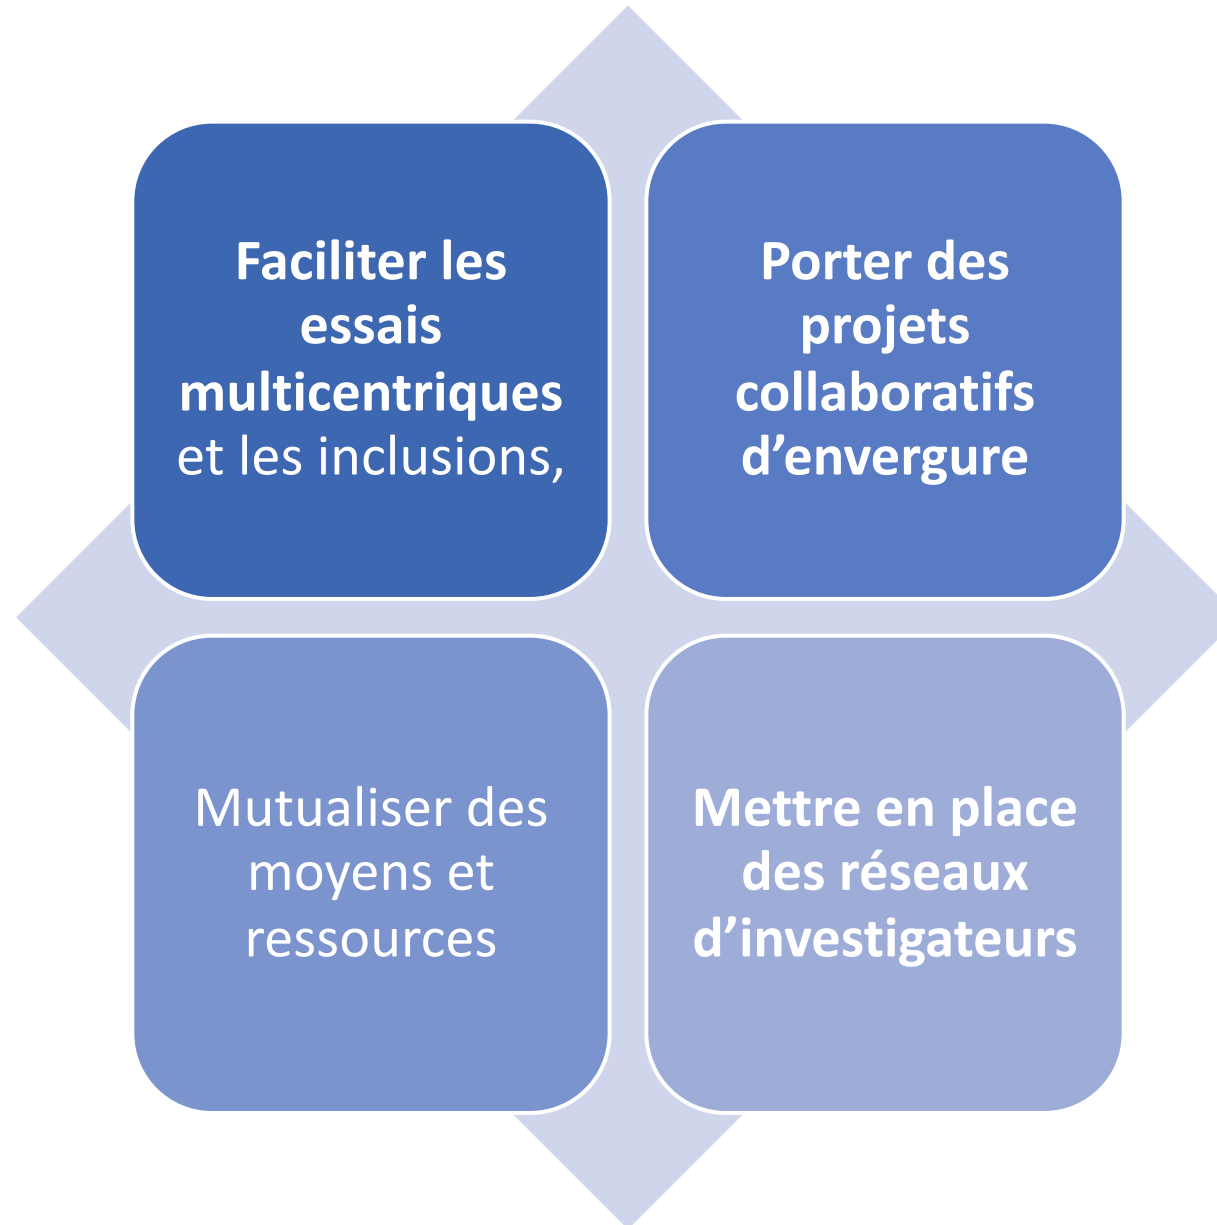 Faciliter les
essais
multicentriques
et les inclusions,
Porter des
projets
collaboratifs
d’envergure
Mutualiser des
moyens et
ressources
Mettre en place
des réseaux
d’investigateurs